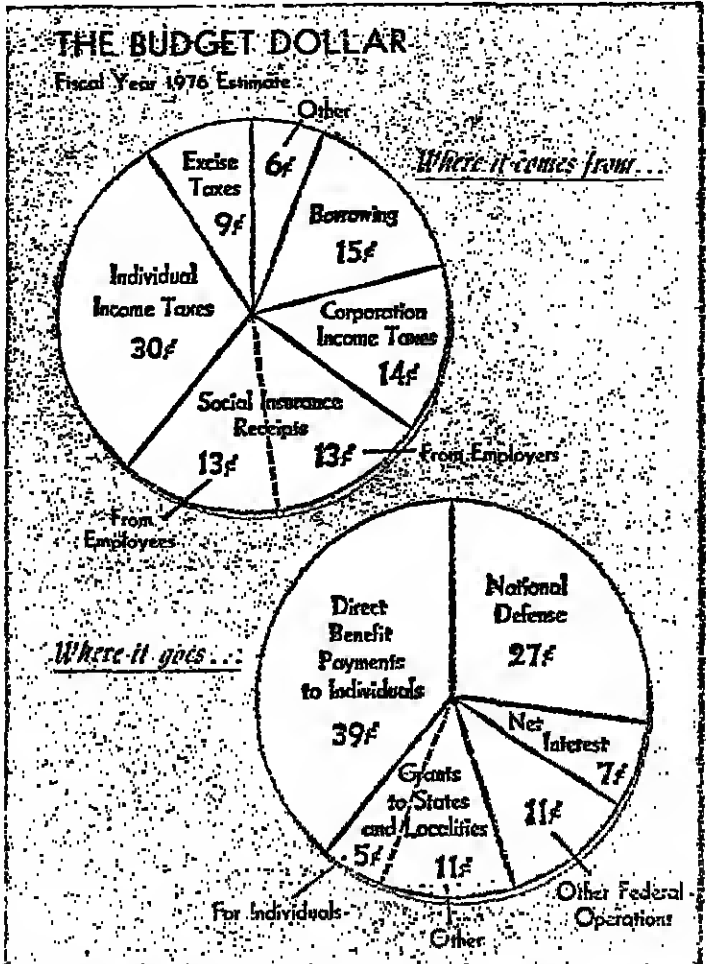 THE BUDGET DOLLAR
Fiscal Year 1976 Estimate
Where it comes from...
Other
6¢
Borrowing
15¢
Corporation
Income Taxes
14¢
Social Insurance
Receipts
13¢
From Employers
13¢
From
Employees
Individual
Income Taxes
30¢
Excise
Taxes
9¢
Where it goes...
National
Defense
27¢
Net
Interest
7¢
11¢
Other Federal
Operations
Grants
to States
and Localities
11¢
Other
5¢
For Individuals
Direct
Benefit
Payments
to Individuals
39¢